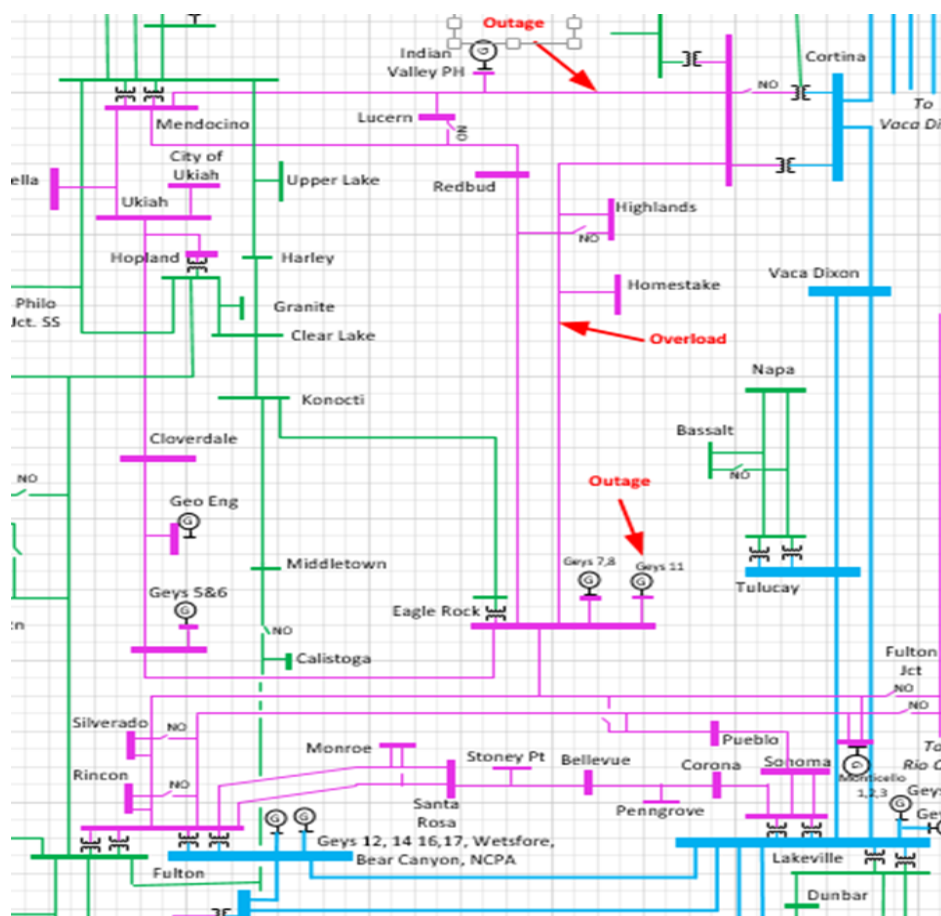 Outage
Indian
Valley PH
G
Cortina
NO
To
Vaca Di
Mendocino
Lucern
NO
City of
Ukiah
ella
Upper Lake
Redbud
Ukiah
Highlands
NO
Hopland
Harley
Vaca Dixon
Homestake
Philo
Jct. SS
Granite
Clear Lake
Overload
Napa
Konocti
Bassalt
NO
Cloverdale
NO
Outage
Geo Eng
G
Middletown
Geys 7,8
Geys 11
G
G
Tulucay
Geys 5&6
G
Eagle Rock
NO
Calistoga
Fulton
Jct
NO
NO
Silverado
NO
Monroe
Stoney Pt
Bellevue
Pueblo
Corona
Sonoma
To
Rio
G
Monticello
1,2,3
Rincon
NO
Santa
Rosa
Penngrove
Geys
G
Ge
G
G
G
Geys 12, 14 16,17, Wetsfore,
Bear Canyon, NCPA
Fulton
Lakeville
Dunbar